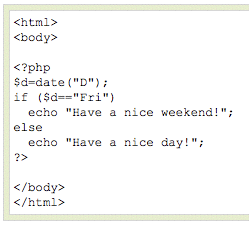 <html>
<body>

<?php
$d=date("D");
if ($d=="Fri")
  echo "Have a nice weekend!";
else
  echo "Have a nice day!";
?>

</body>
</html>